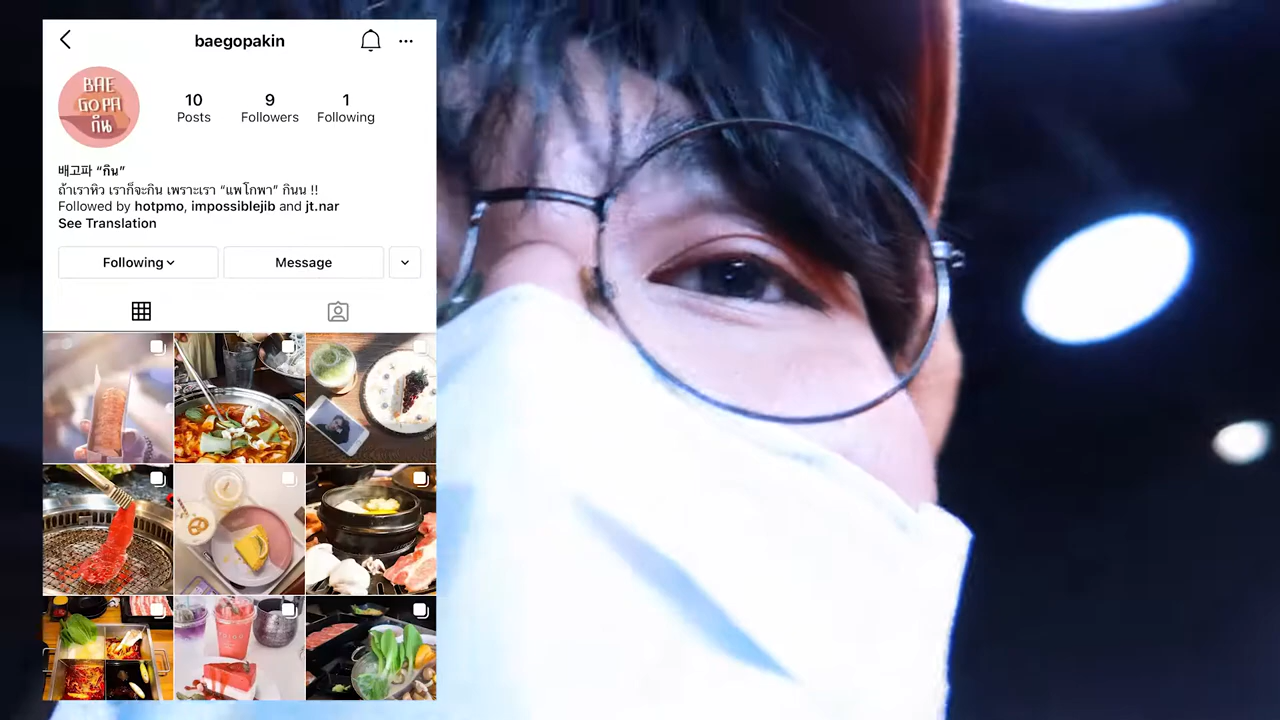 baegopakin
BAE
GO PA
กิน
10
9
1
Posts
Followers
Following
배고파 “กิน”
ถ้าเราหิว เราก็จะกิน เพราะเรา “แพโกพา” กินน !!
Followed by hotpmo, impossiblejib and jt.nar
See Translation
Following
Message